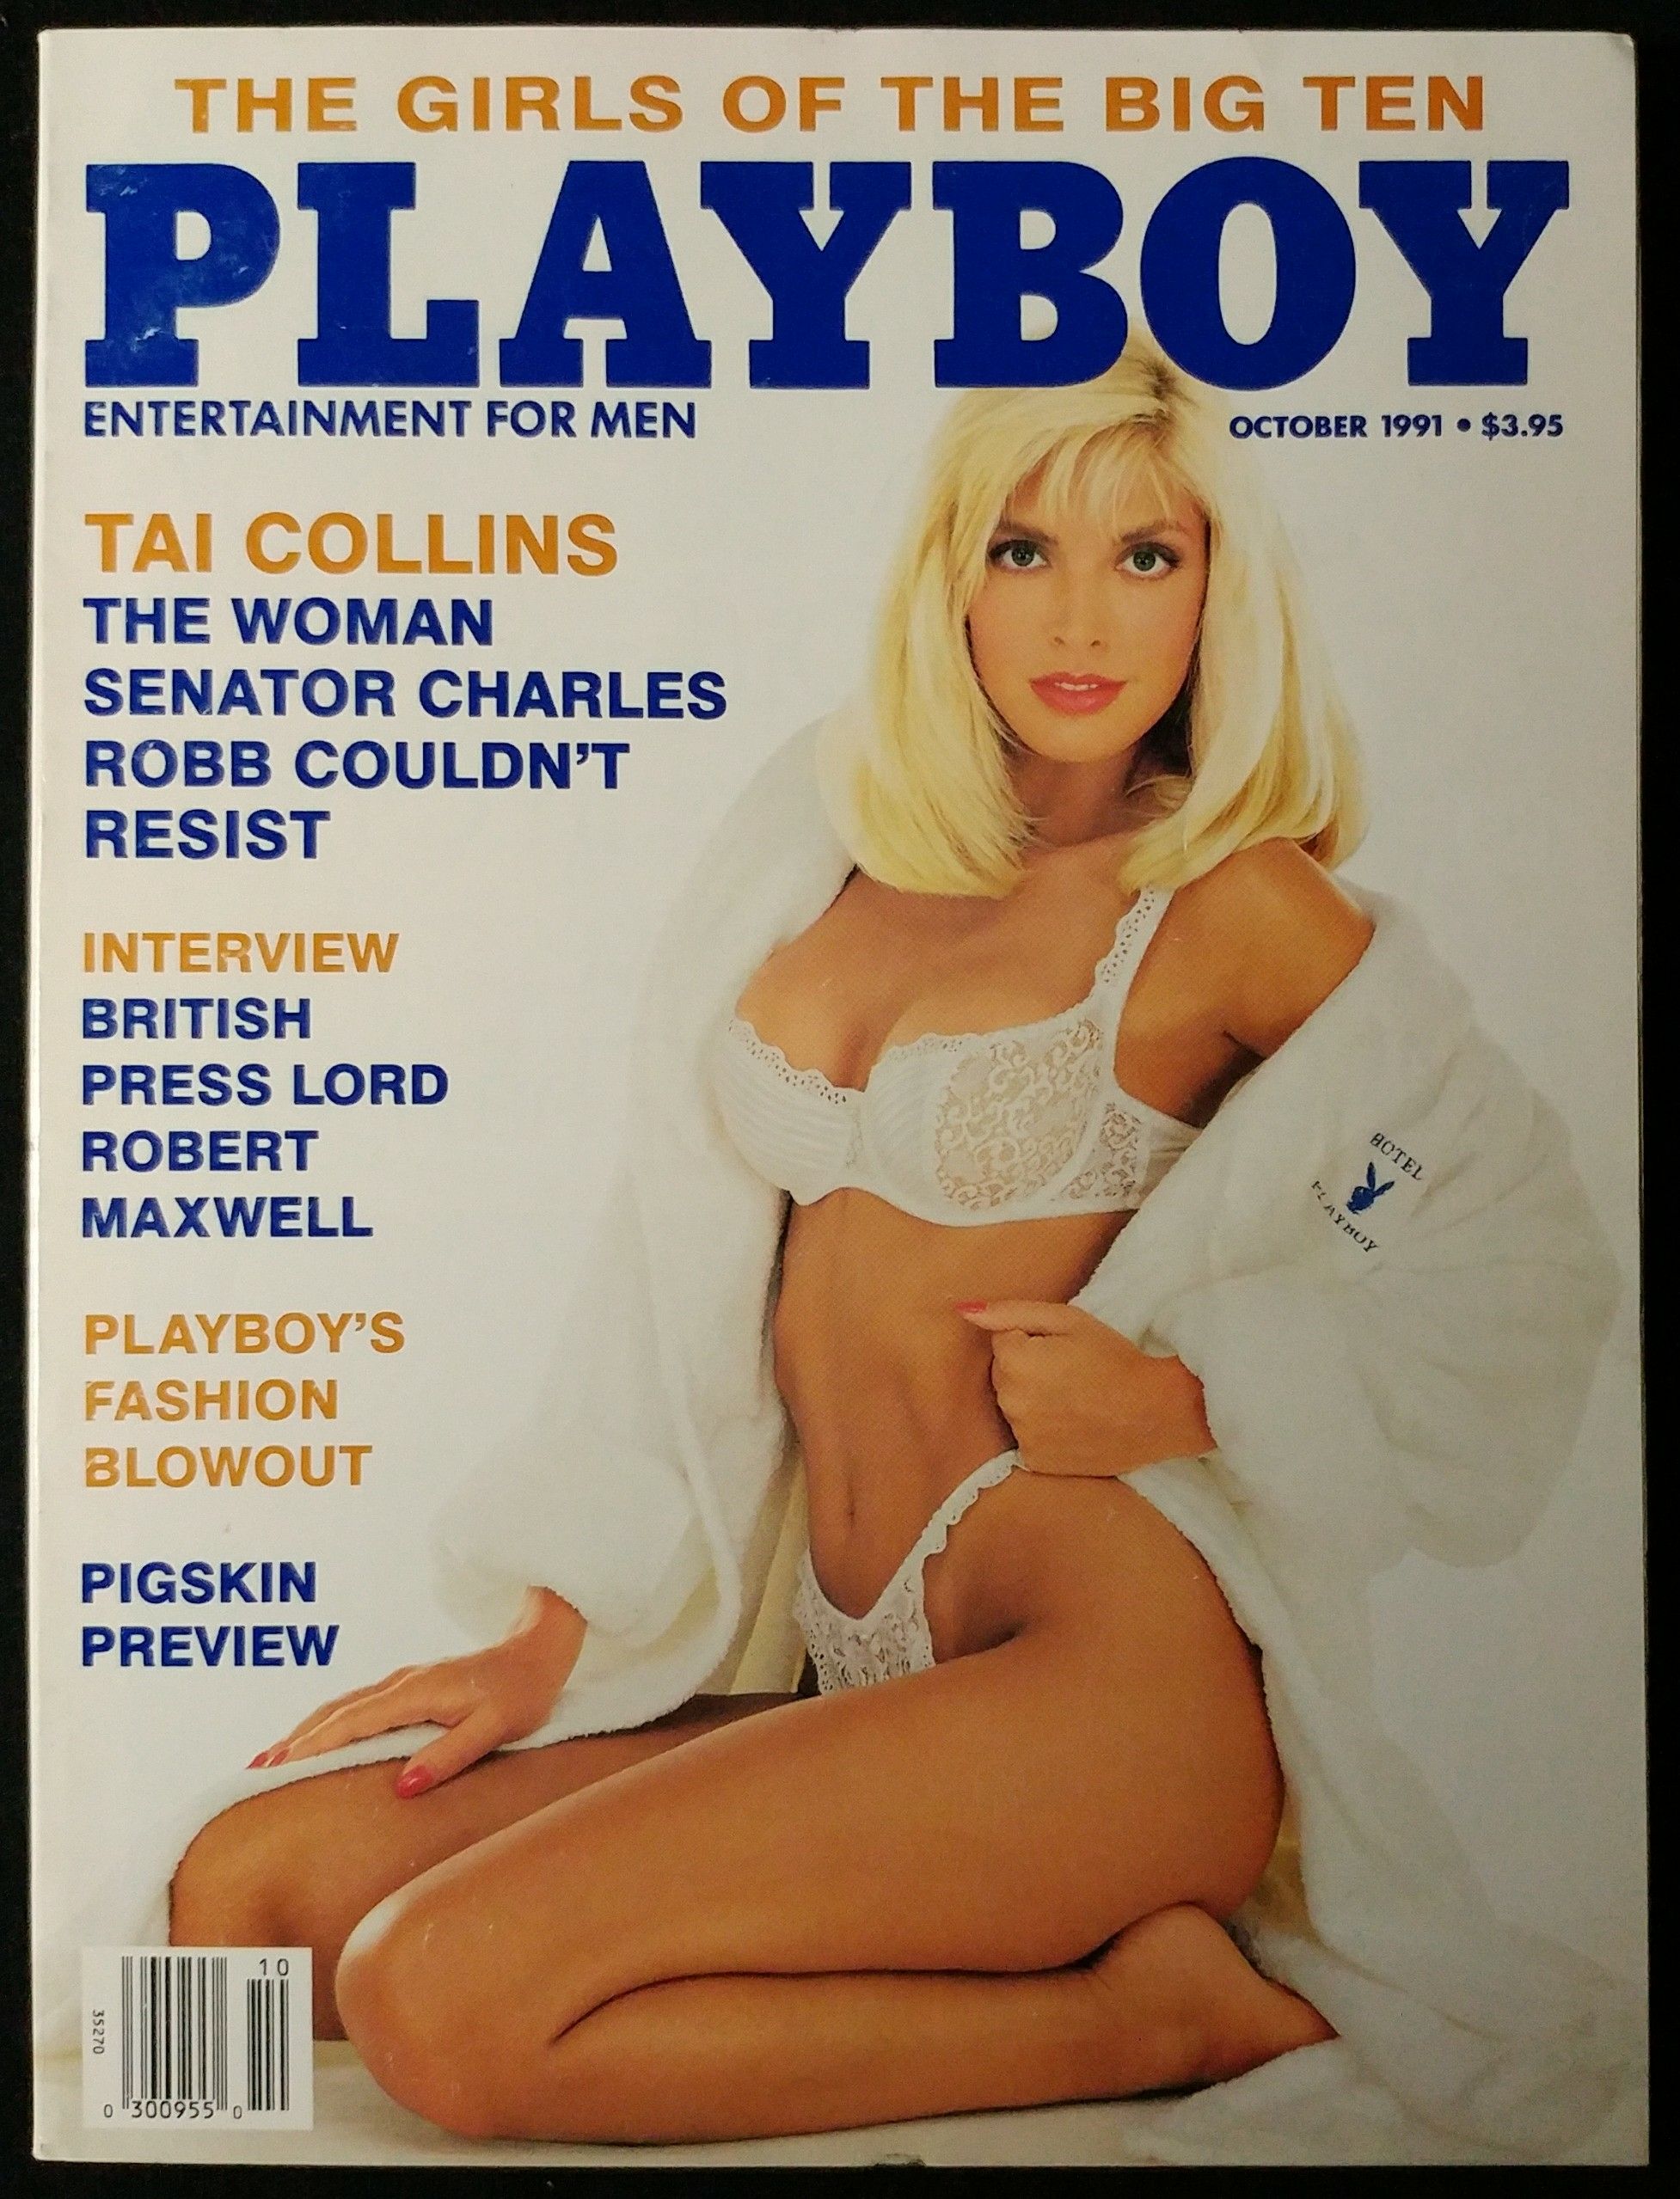 THE GIRLS OF THE BIG TEN
PLAYBOY
ENTERTAINMENT FOR MEN
OCTOBER 1991 • $3.95
TAI COLLINS
THE WOMAN
SENATOR CHARLES
ROBB COULDN'T
RESIST
INTERVIEW
BRITISH
PRESS LORD
ROBERT
MAXWELL
PLAYBOY'S
FASHION
BLOWOUT
PIGSKIN
PREVIEW
HOTEL
PLAYBOY
10
35270
0 300955 0